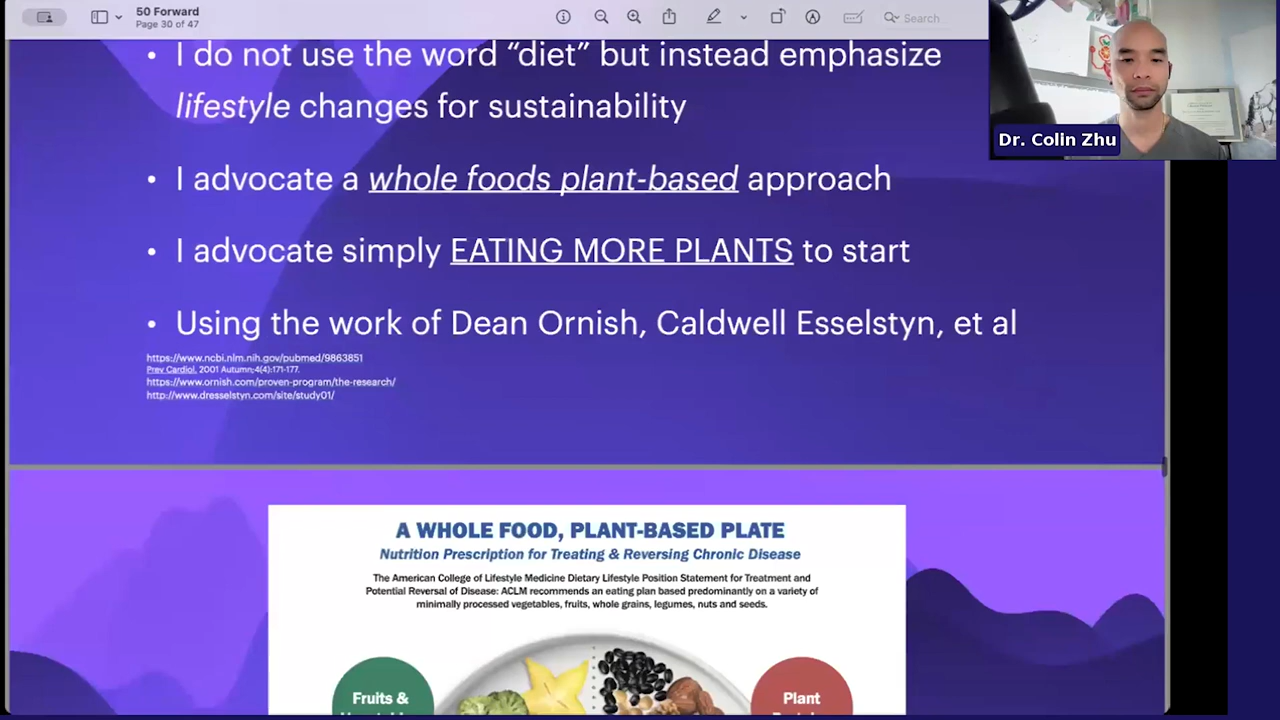 50 Forward
Page 30 of 47
Search
• I do not use the word “diet” but instead emphasize
lifestyle changes for sustainability
• I advocate a whole foods plant-based approach
• I advocate simply EATING MORE PLANTS to start
• Using the work of Dean Ornish, Caldwell Esselstyn, et al
https://www.ncbi.nlm.nih.gov/pubmed/9863851
Prev Cardiol. 2001 Autumn;4(4):171-177.
https://www.ornish.com/proven-program/the-research/
http://www.dresselstyn.com/site/study01/
Dr. Colin Zhu
A WHOLE FOOD, PLANT-BASED PLATE
Nutrition Prescription for Treating & Reversing Chronic Disease
The American College of Lifestyle Medicine Dietary Lifestyle Position Statement for Treatment and
Potential Reversal of Disease: ACLM recommends an eating plan based predominantly on a variety of
minimally processed vegetables, fruits, whole grains, legumes, nuts and seeds.
Fruits &
Plant